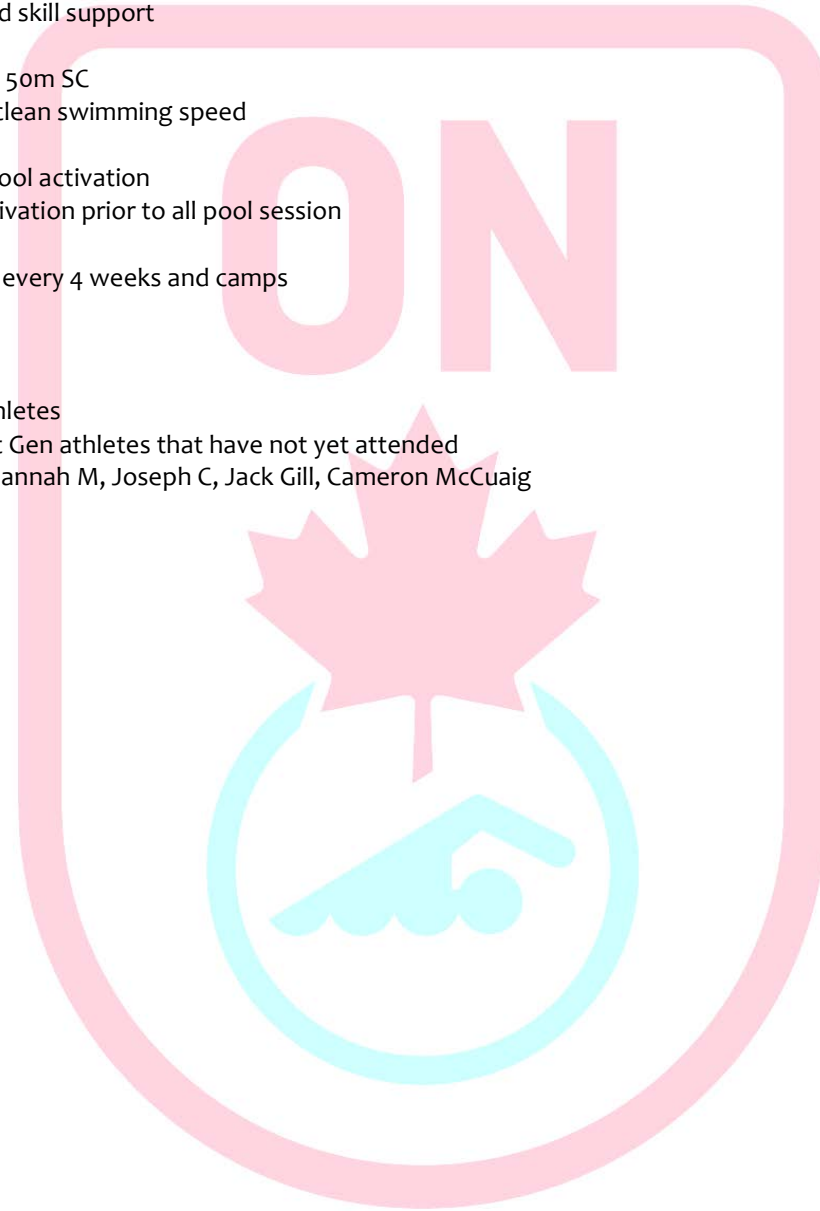 d skill support
50m SC
clean swimming speed
ool activation
ivation prior to all pool session
every 4 weeks and camps
ON
hletes
t Gen athletes that have not yet attended
annah M, Joseph C, Jack Gill, Cameron McCuaig